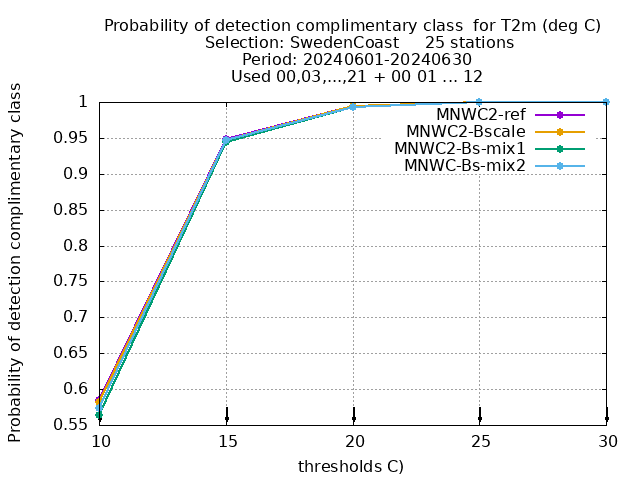 Probability of detection complimentary class  for T2m (deg C)
Selection: SwedenCoast     25 stations
Period: 20240601-20240630
Used 00,03,...,21 + 00 01 ... 12
Probability of detection complimentary class
1
0.95
0.9
0.85
0.8
0.75
0.7
0.65
0.6
0.55
MNWC2-ref
MNWC2-Bscale
MNWC2-Bs-mix1
MNWC-Bs-mix2
10 15 20 25 30
thresholds C)